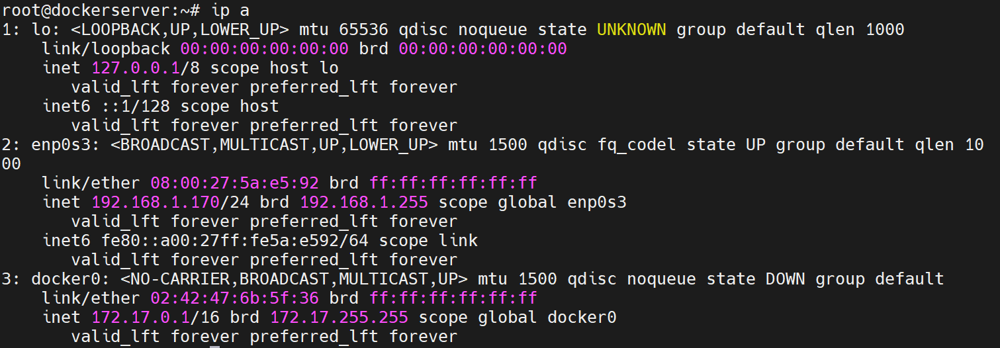 root@dockerserver:~# ip a
1: lo: <LOOPBACK,UP,LOWER_UP> mtu 65536 qdisc noqueue state UNKNOWN group default qlen 1000
    link/loopback 00:00:00:00:00:00 brd 00:00:00:00:00:00
    inet 127.0.0.1/8 scope host lo
       valid_lft forever preferred_lft forever
    inet6 ::1/128 scope host
       valid_lft forever preferred_lft forever
2: enp0s3: <BROADCAST,MULTICAST,UP,LOWER_UP> mtu 1500 qdisc fq_codel state UP group default qlen 10
00
    link/ether 08:00:27:5a:e5:92 brd ff:ff:ff:ff:ff:ff
    inet 192.168.1.170/24 brd 192.168.1.255 scope global enp0s3
       valid_lft forever preferred_lft forever
    inet6 fe80::a00:27ff:fe5a:e592/64 scope link
       valid_lft forever preferred_lft forever
3: docker0: <NO-CARRIER,BROADCAST,MULTICAST,UP> mtu 1500 qdisc noqueue state DOWN group default
    link/ether 02:42:47:6b:5f:36 brd ff:ff:ff:ff:ff:ff
    inet 172.17.0.1/16 brd 172.17.255.255 scope global docker0
       valid_lft forever preferred_lft forever